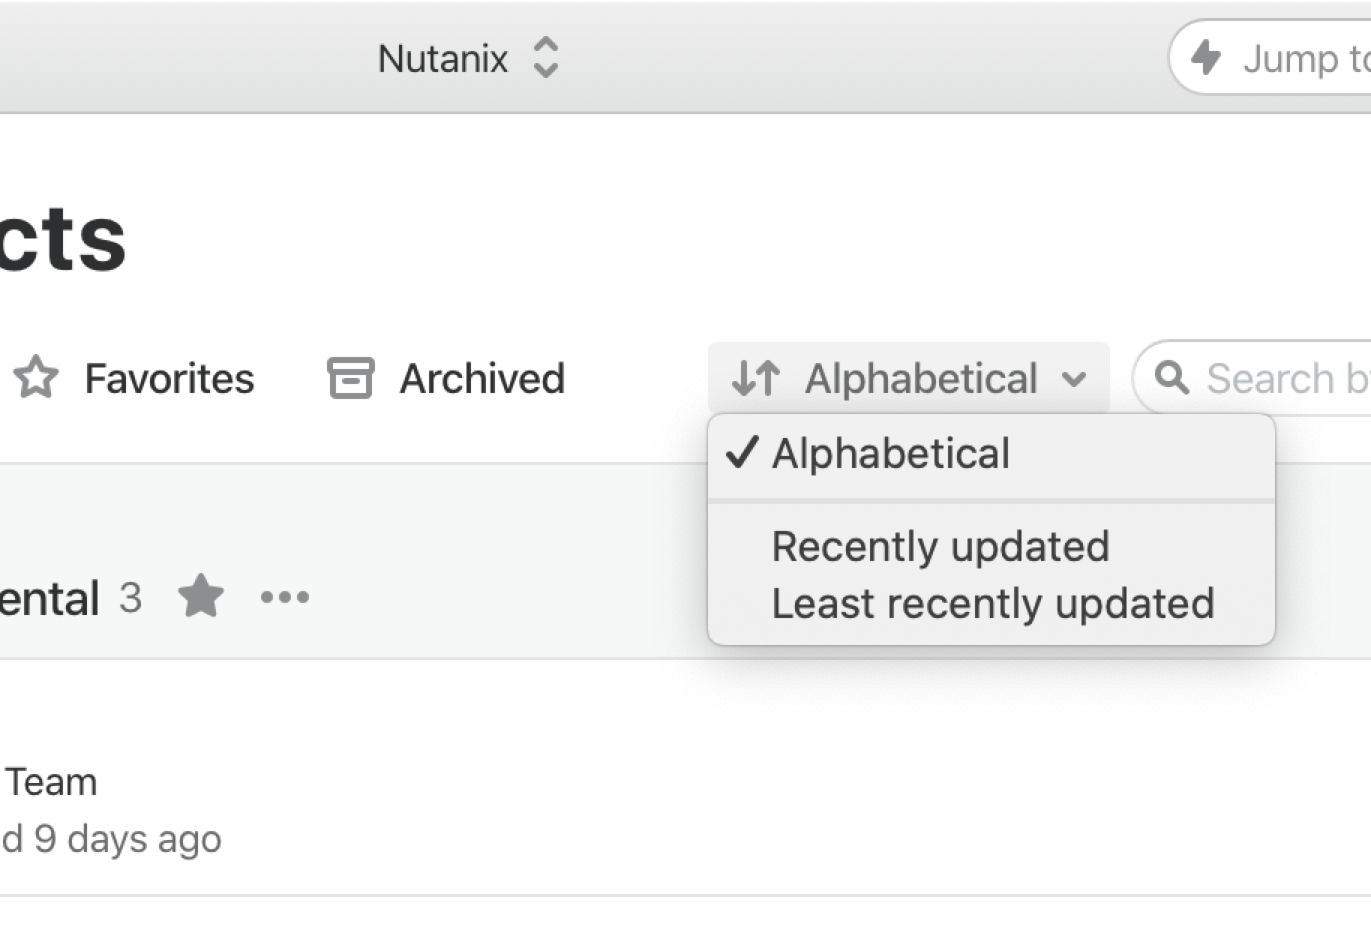 Nutanix
Jump to
cts
Favorites
Archived
Alphabetical
Search b
Alphabetical
Recently updated
Least recently updated
ental 3
Team
d 9 days ago